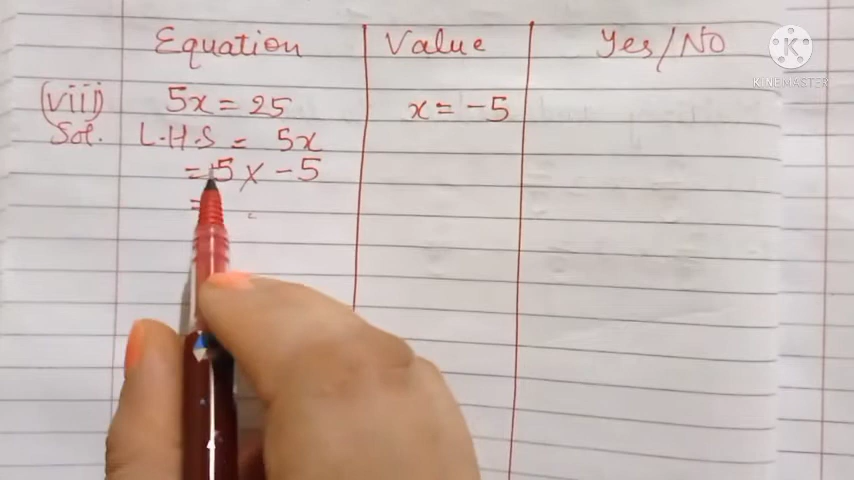 Equation Value Yes/No
(viii) 5x = 25 x = -5
Sol. L.H.S = 5x
= 5 x -5
=
K
KINEMASTER